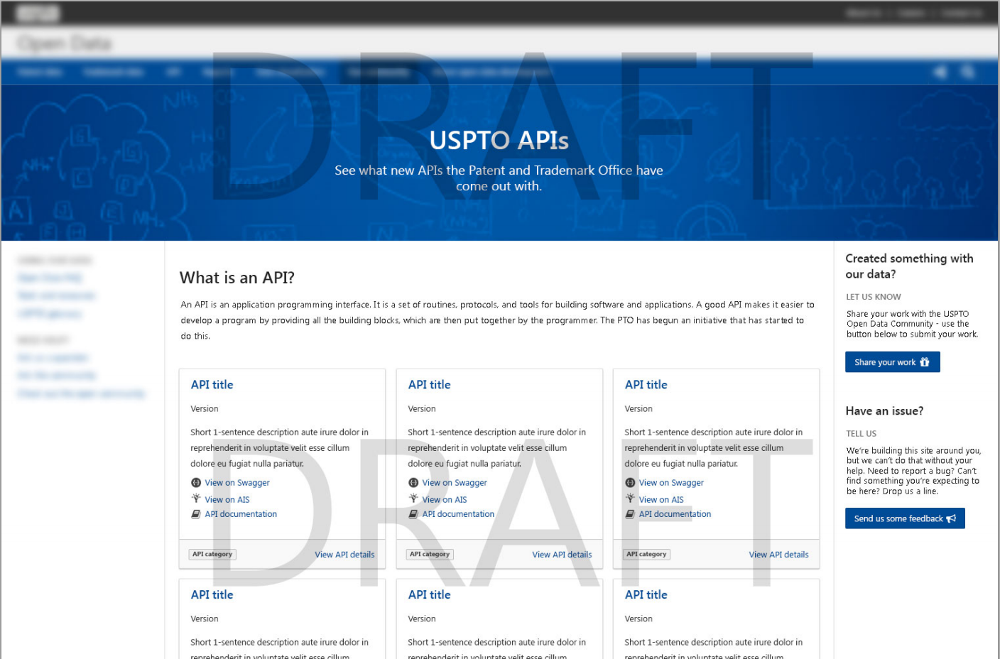 Open Data
DRAFT
USPTO APIs
See what new APIs the Patent and Trademark Office have
come out with.
What is an API?
An API is an application programming interface. It is a set of routines, protocols, and tools for building software and applications. A good API makes it easier to
develop a program by providing all the building blocks, which are then put together by the programmer. The PTO has begun an initiative that has started to
do this.
API title
Version
Short 1-sentence description aute irure dolor in
reprehenderit in voluptate velit esse cillum
dolore eu fugiat nulla pariatur.
View on Swagger
View on AIS
API documentation
API category
View API details
API title
Version
Short 1-sentence description aute irure dolor in
reprehenderit in voluptate velit esse cillum
dolore eu fugiat nulla pariatur.
View on Swagger
View on AIS
API documentation
API category
View API details
API title
Version
Short 1-sentence description aute irure dolor in
reprehenderit in voluptate velit esse cillum
dolore eu fugiat nulla pariatur.
View on Swagger
View on AIS
API documentation
API category
View API details
DRAFT
API title
Version
Short 1-sentence description aute irure dolor in
reprehenderit in voluptate velit esse cillum
API title
Version
Short 1-sentence description aute irure dolor in
reprehenderit in voluptate velit esse cillum
API title
Version
Short 1-sentence description aute irure dolor in
reprehenderit in voluptate velit esse cillum
Created something with
our data?
LET US KNOW
Share your work with the USPTO
Open Data Community - use the
button below to submit your work.
Share your work
Have an issue?
TELL US
We're building this site around you,
but we can't do that without your
help. Need to report a bug? Can't
find something you're expecting to
be here? Drop us a line.
Send us some feedback